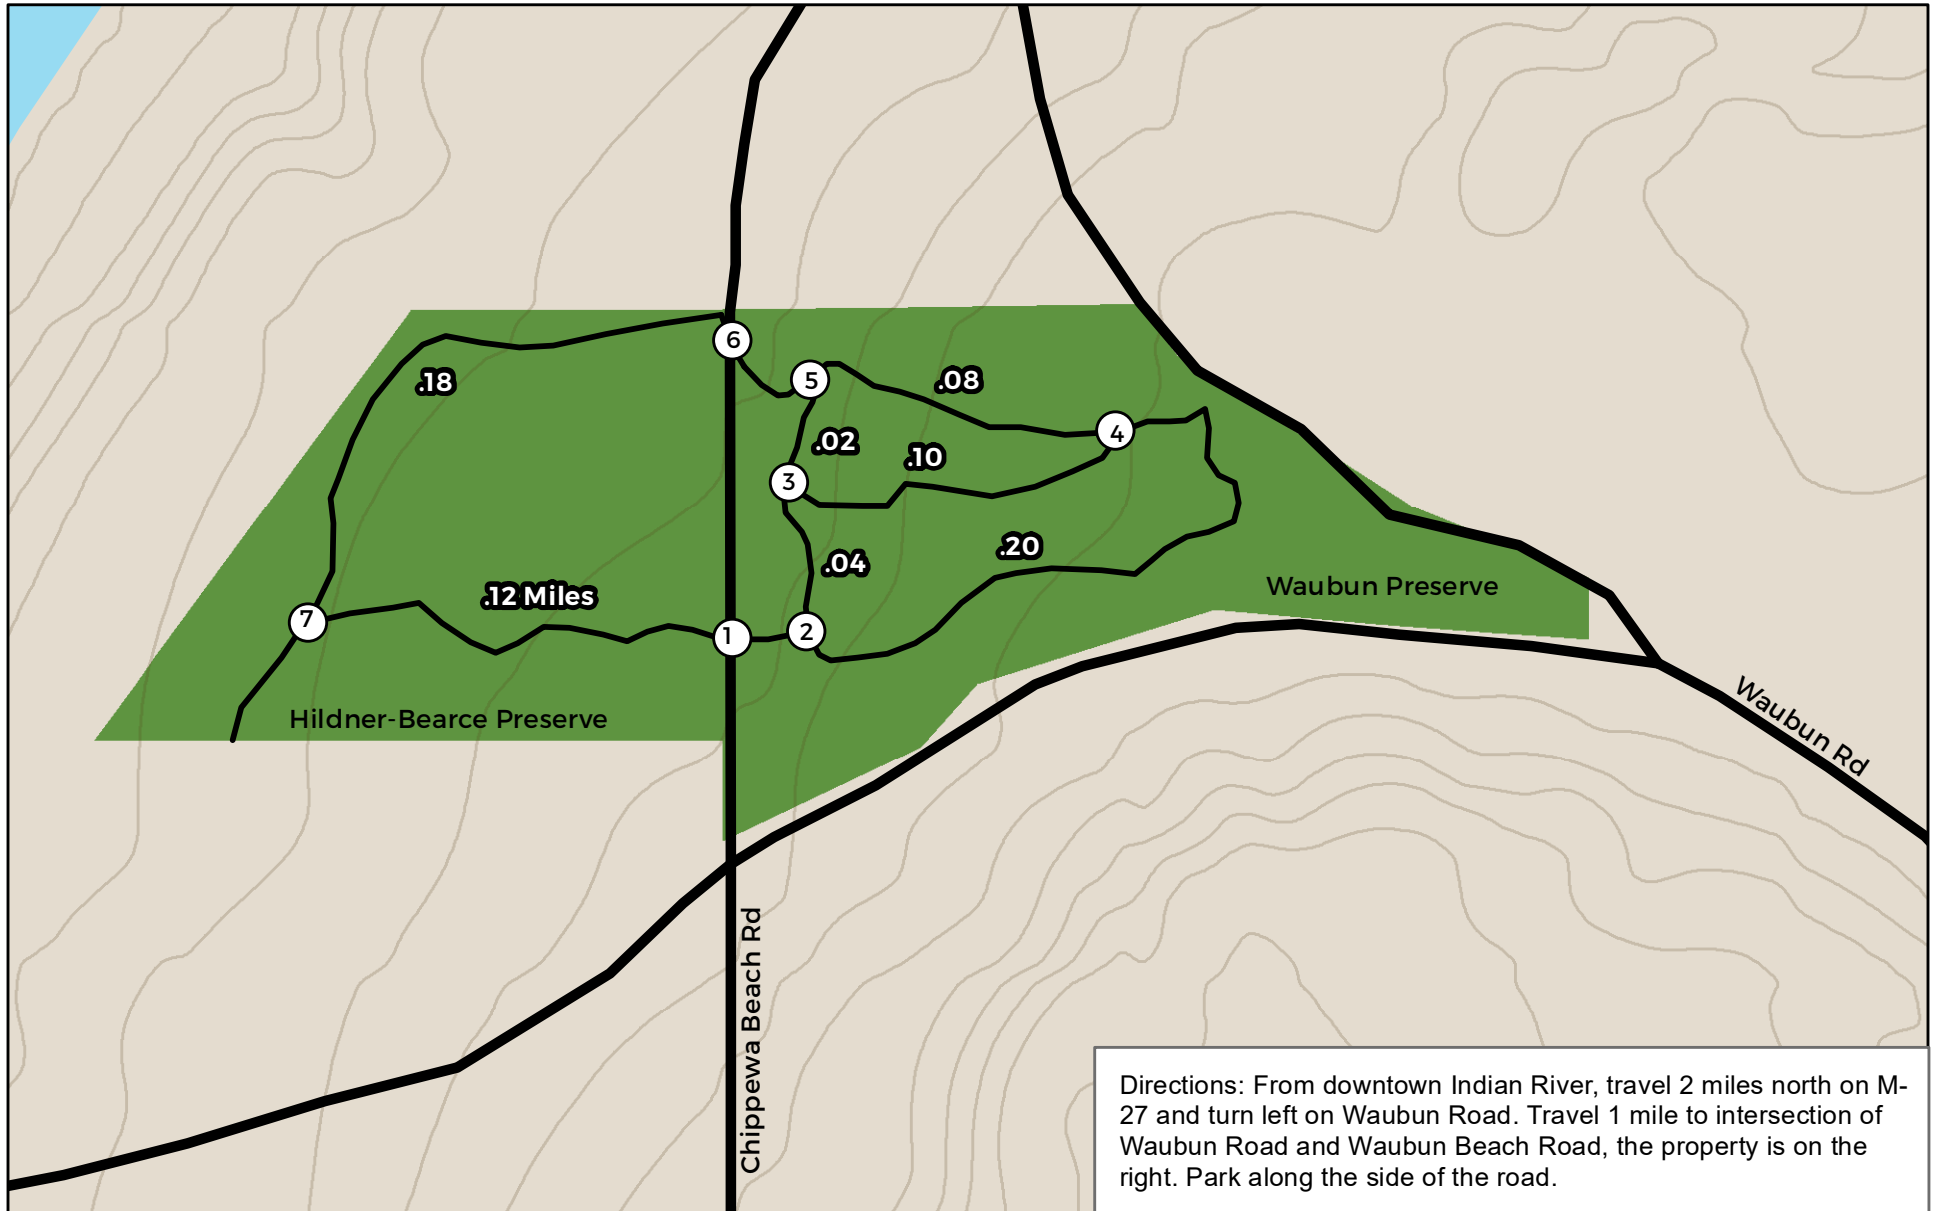 6
5
.08
.18
4
.02
.10
3
.04
.20
Waubun Preserve
.12 Miles
7
1
2
Hildner-Bearce Preserve
Waubun Rd
Chippewa Beach Rd
Directions: From downtown Indian River, travel 2 miles north on M-
27 and turn left on Waubun Road. Travel 1 mile to intersection of
Waubun Road and Waubun Beach Road, the property is on the
right. Park along the side of the road.